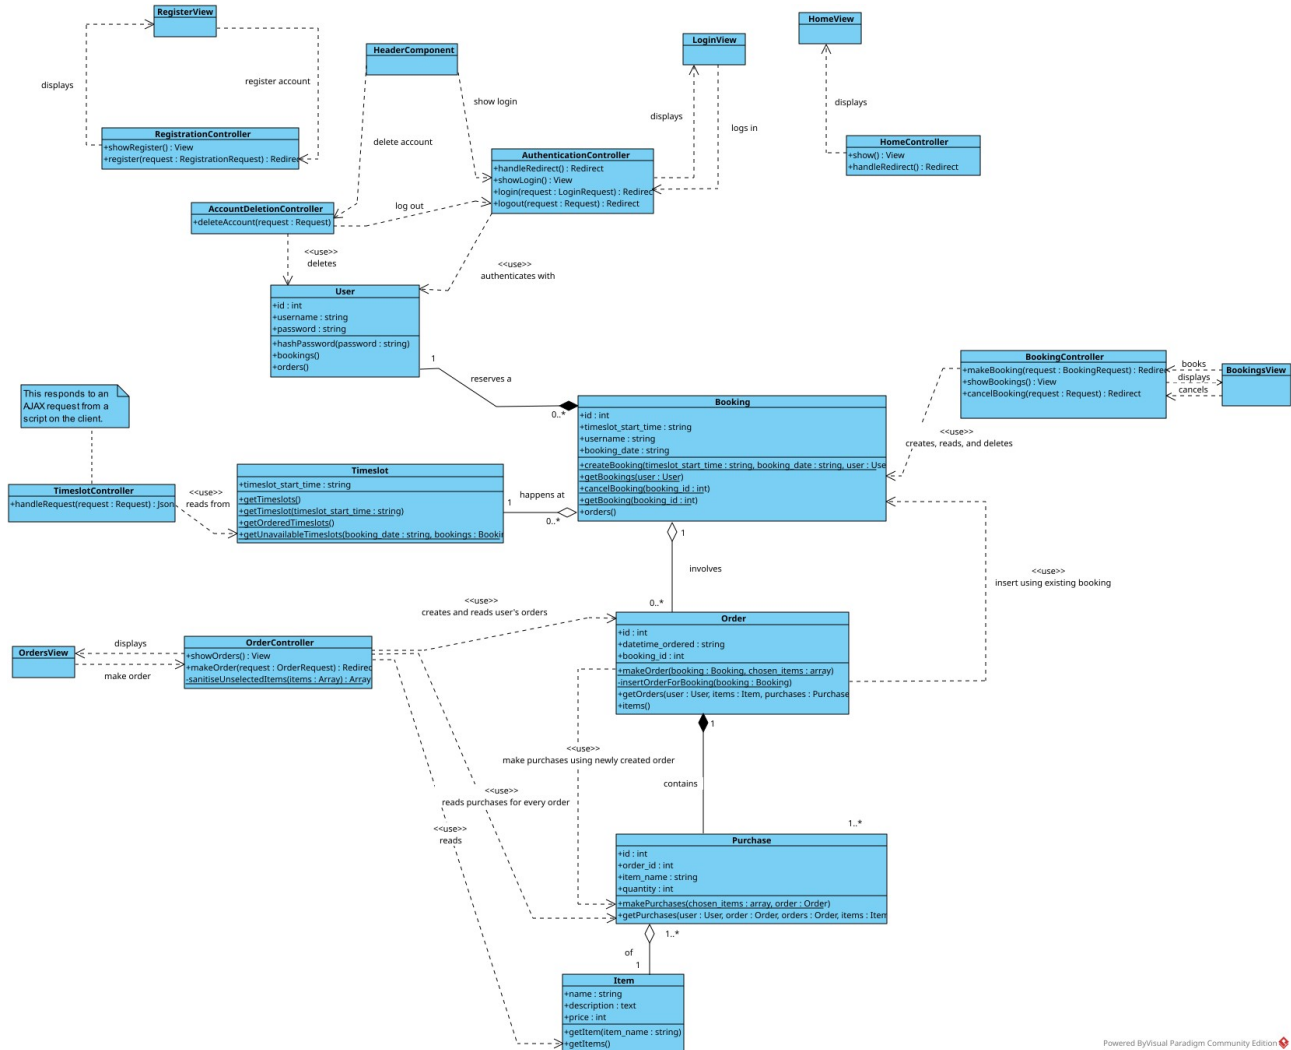 RegisterView
HomeView
LoginView
HeaderComponent
displays
register account
show login
displays
displays
logs in
delete account
RegistrationController
+showRegister() : View
+register(request : RegistrationRequest) : Redirec
HomeController
+show() : View
+handleRedirect() : Redirect
AuthenticationController
+handleRedirect() : Redirect
+showLogin() : View
+login(request : LoginRequest) : Redirec
+logout(request : Request) : Redirect
AccountDeletionController
+deleteAccount(request : Request)
log out
<<use>>
deletes
<<use>>
authenticates with
User
+id : int
+username : string
+password : string
+hashPassword(password : string)
+bookings()
+orders()
1
reserves a
0..*
BookingController
+makeBooking(request : BookingRequest) : Redirec
+showBookings() : View
+cancelBooking(request : Request) : Redirect
books
displays
cancels
BookingsView
<<use>>
creates, reads, and deletes
This responds to an
AJAX request from a
script on the client.
Booking
+id : int
+timeslot_start_time : string
+username : string
+booking_date : string
+createBooking(timeslot_start_time : string, booking_date : string, user : Use
+getBookings(user : User)
+cancelBooking(booking_id : int)
+getBooking(booking_id : int)
+orders()
Timeslot
+timeslot_start_time : string
+getTimeslots()
+getTimeslot(timeslot_start_time : string)
+getOrderedTimeslots()
+getUnavailableTimeslots(booking_date : string, bookings : Bookin
TimeslotController
+handleRequest(request : Request) : Json
<<use>>
reads from
happens at
1
0..*
1
involves
0..*
<<use>>
insert using existing booking
<<use>>
creates and reads user's orders
Order
+id : int
+datetime_ordered : string
+booking_id : int
+makeOrder(booking : Booking, chosen_items : array)
-insertOrderForBooking(booking : Booking)
+getOrders(user : User, items : Item, purchases : Purchase
+items()
OrdersView
displays
make order
OrderController
+showOrders() : View
+makeOrder(request : OrderRequest) : Redirec
-sanitiseUnselectedItems(items : Array) : Array
1
<<use>>
make purchases using newly created order
contains
<<use>>
reads purchases for every order
1..*
<<use>>
reads
Purchase
+id : int
+order_id : int
+item_name : string
+quantity : int
+makePurchases(chosen_items : array, order : Order)
+getPurchases(user : User, order : Order, orders : Order, items : Item
1..*
of
1
Item
+name : string
+description : text
+price : int
+getItem(item_name : string)
+getItems()
Powered ByVisual Paradigm Community Edition